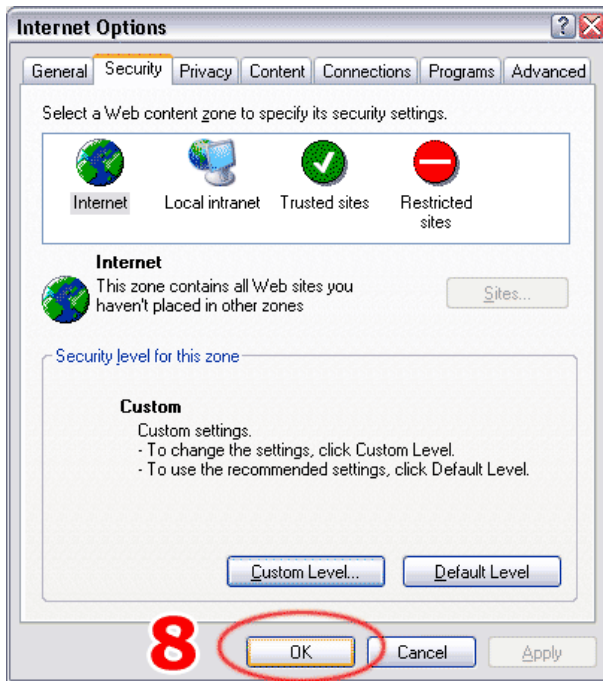 Internet Options
?
General Security Privacy Content Connections Programs Advanced
Select a Web content zone to specify its security settings.
Internet Local intranet Trusted sites Restricted
sites
Internet
This zone contains all Web sites you
haven't placed in other zones
Sites...
Security level for this zone
Custom
Custom settings.
- To change the settings, click Custom Level.
- To use the recommended settings, click Default Level.
Custom Level... Default Level
8 OK Cancel Apply